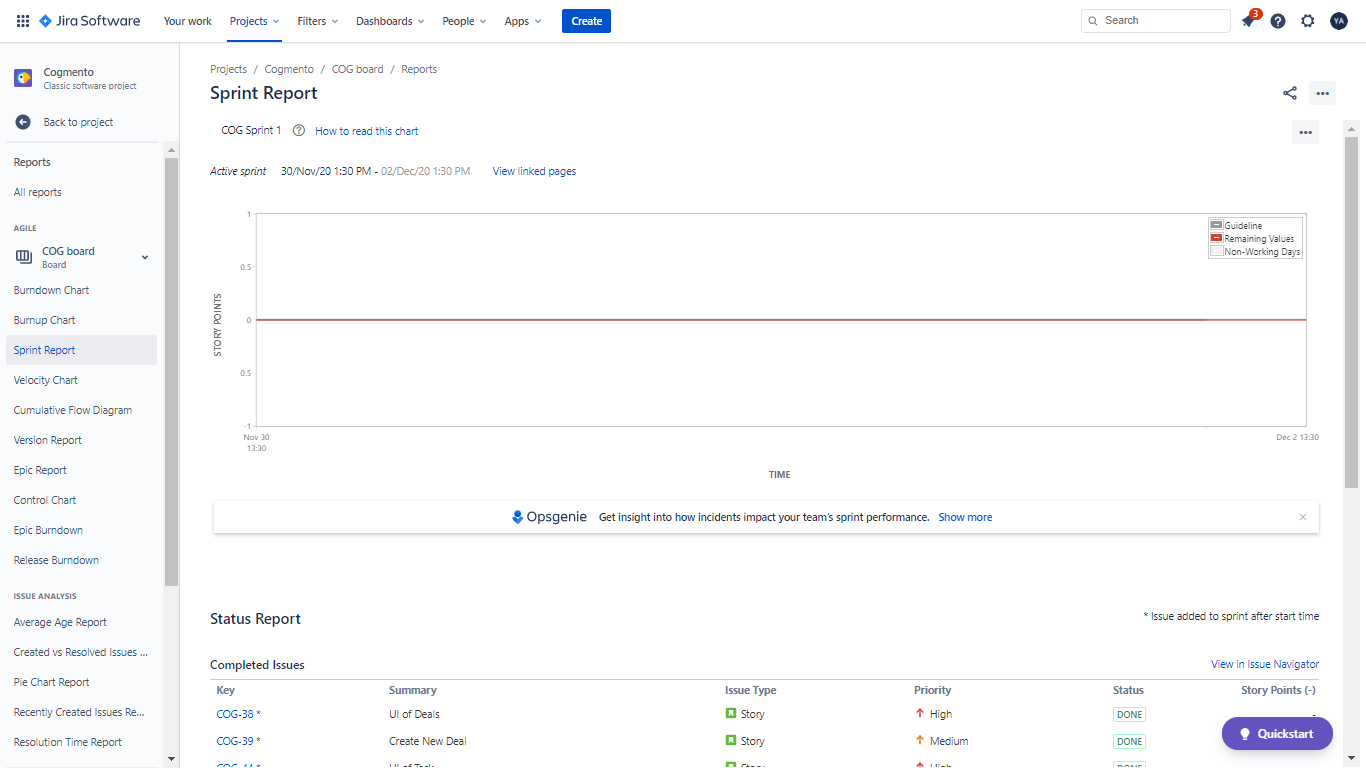 Jira Software
Your work
Projects
Filters
Dashboards
People
Apps
Create
Search
3
YA
Cogmento
Classic software project
Back to project
Reports
All reports
AGILE
COG board
Board
Burndown Chart
Burnup Chart
Sprint Report
Velocity Chart
Cumulative Flow Diagram
Version Report
Epic Report
Control Chart
Epic Burndown
Release Burndown
ISSUE ANALYSIS
Average Age Report
Created vs Resolved Issues ...
Pie Chart Report
Recently Created Issues Re...
Resolution Time Report
Projects / Cogmento / COG board / Reports
Sprint Report
COG Sprint 1 How to read this chart
Active sprint 30/Nov/20 1:30 PM - 02/Dec/20 1:30 PM View linked pages
1
0.5
0
0.5
-1
STORY POINTS
Guideline
Remaining Values
Non-Working Days
Nov 30
13:30
Dec 2 13:30
TIME
Opsgenie Get insight into how incidents impact your team's sprint performance. Show more
Status Report
* Issue added to sprint after start time
Completed Issues
View in Issue Navigator
Key Summary Issue Type Priority Status Story Points (-)
COG-38 * UI of Deals Story High DONE -
COG-39 * Create New Deal Story Medium DONE
COG-44 * UI of Task Story High DONE
Quickstart